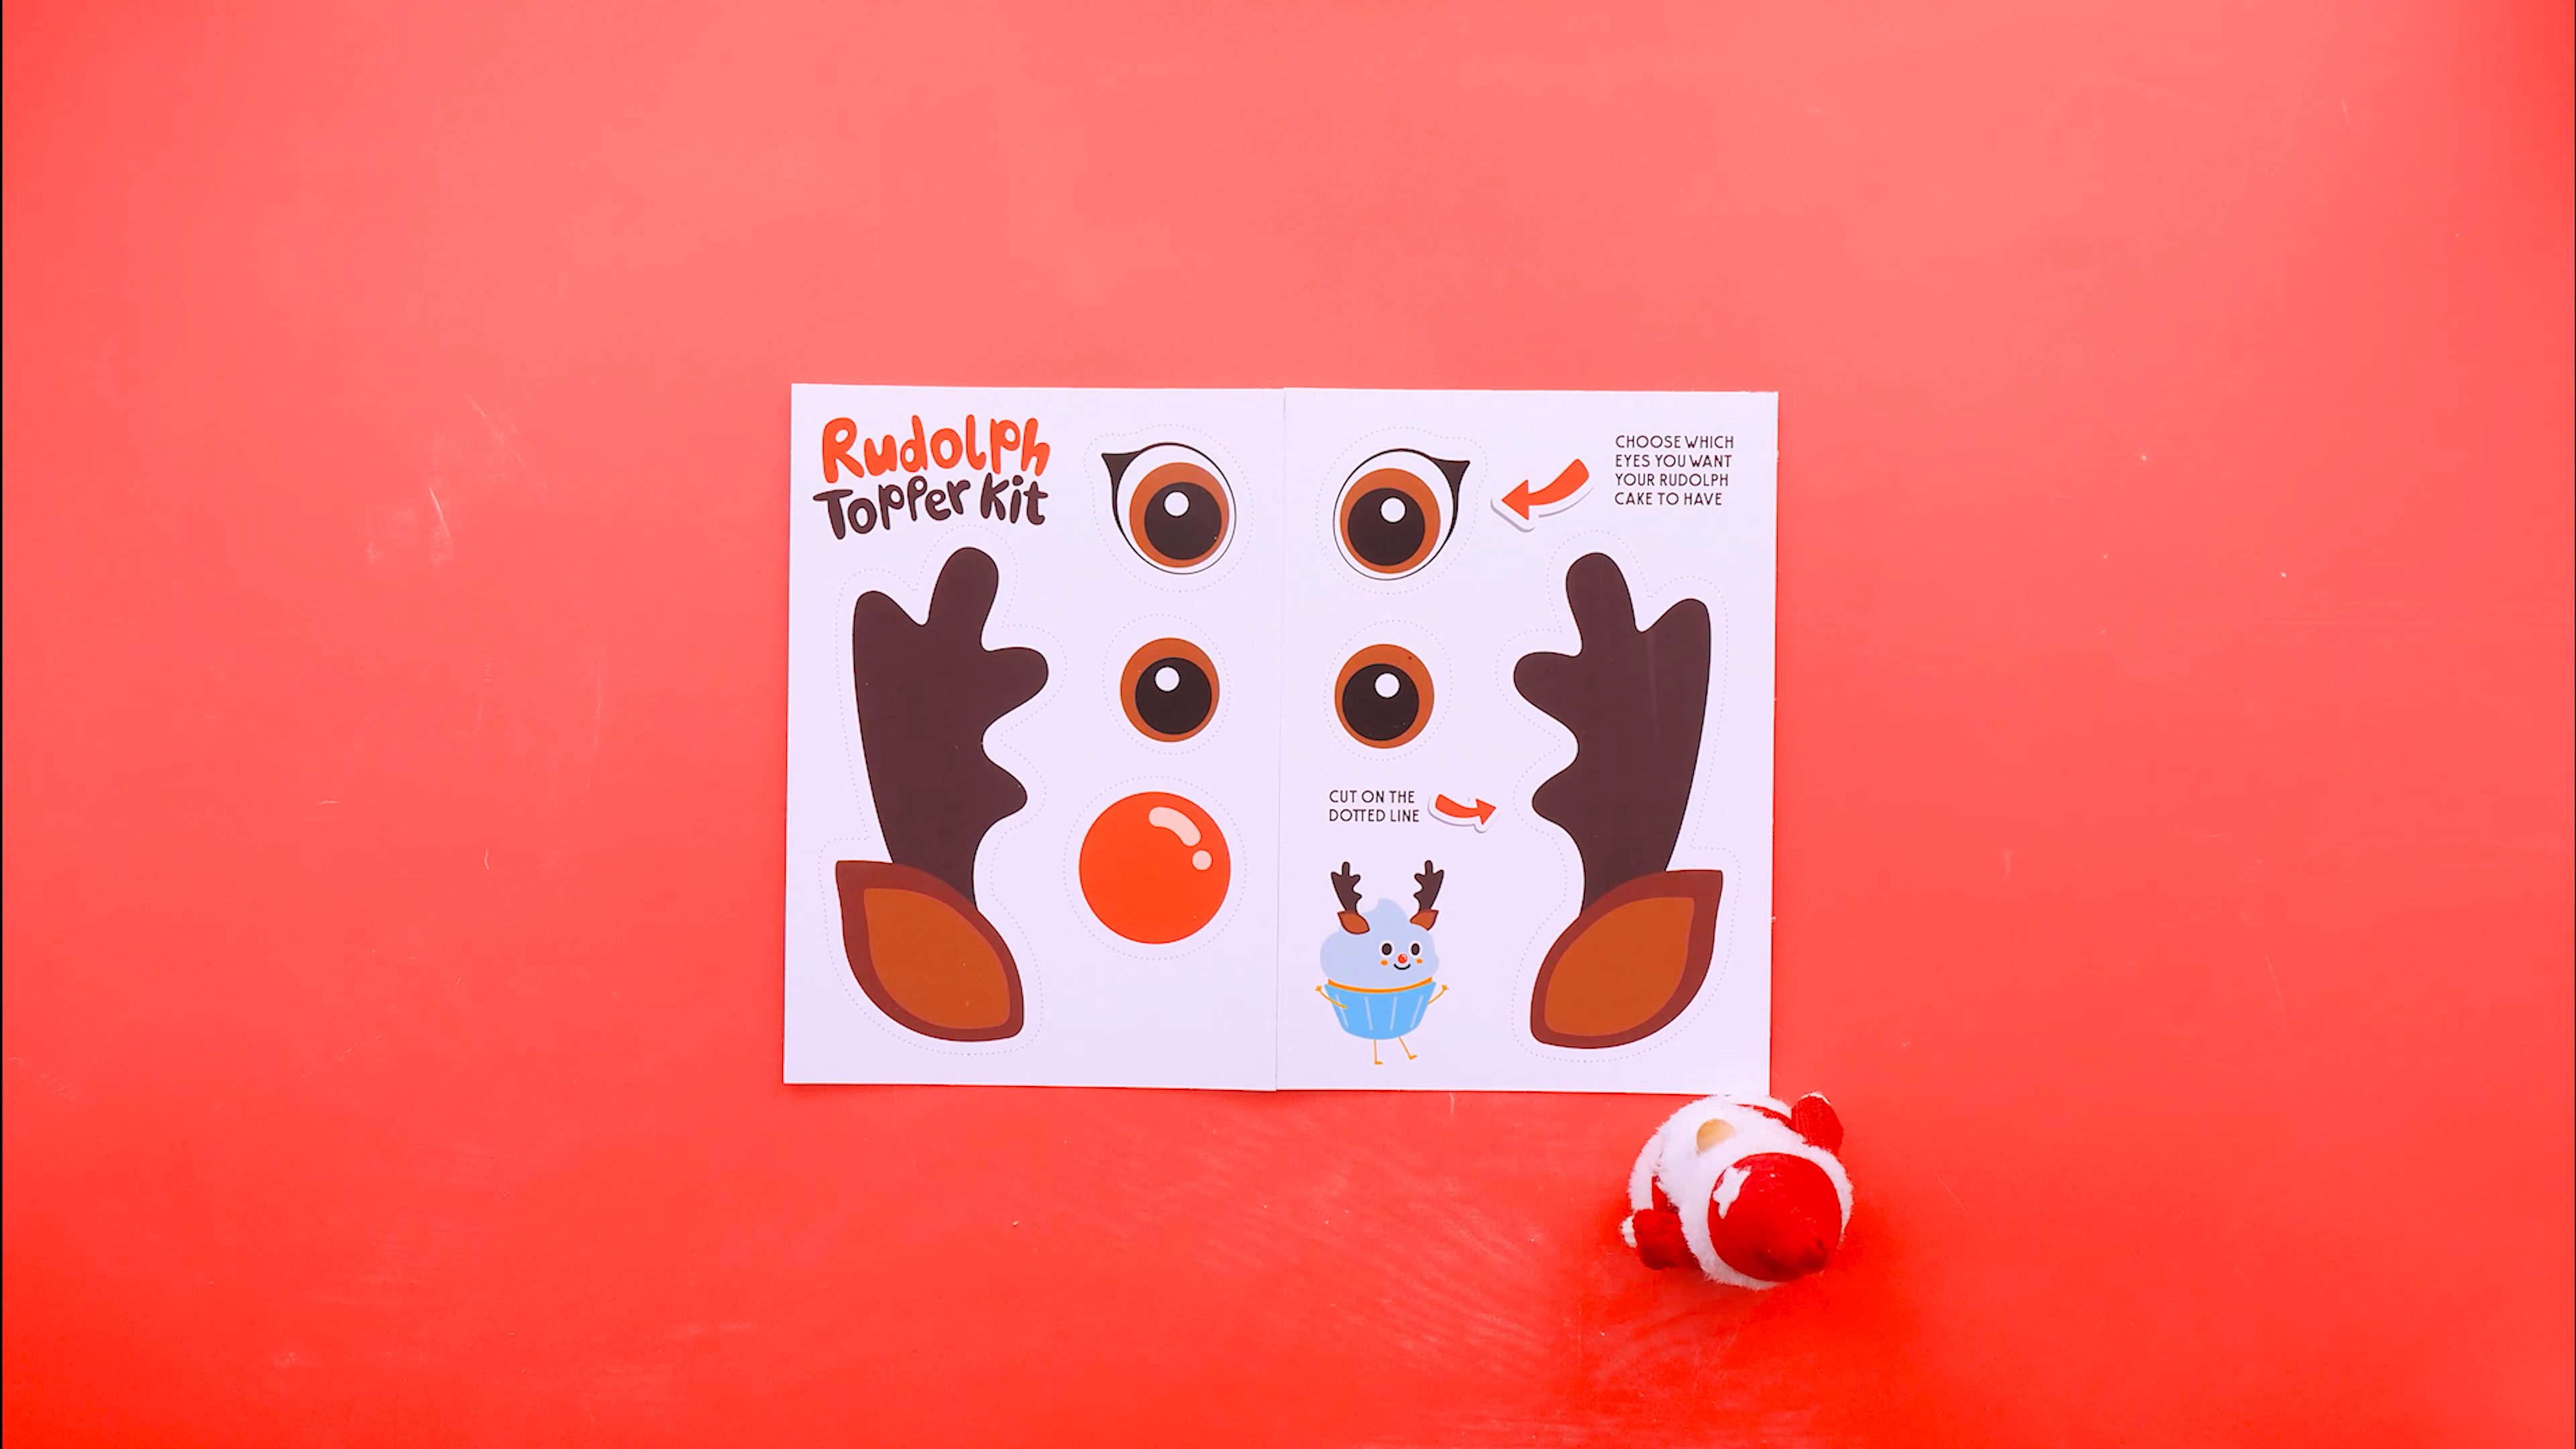 Rudolph
Topper Kit
CHOOSE WHICH
EYES YOU WANT
YOUR RUDOLPH
CAKE TO HAVE
CUT ON THE
DOTTED LINE